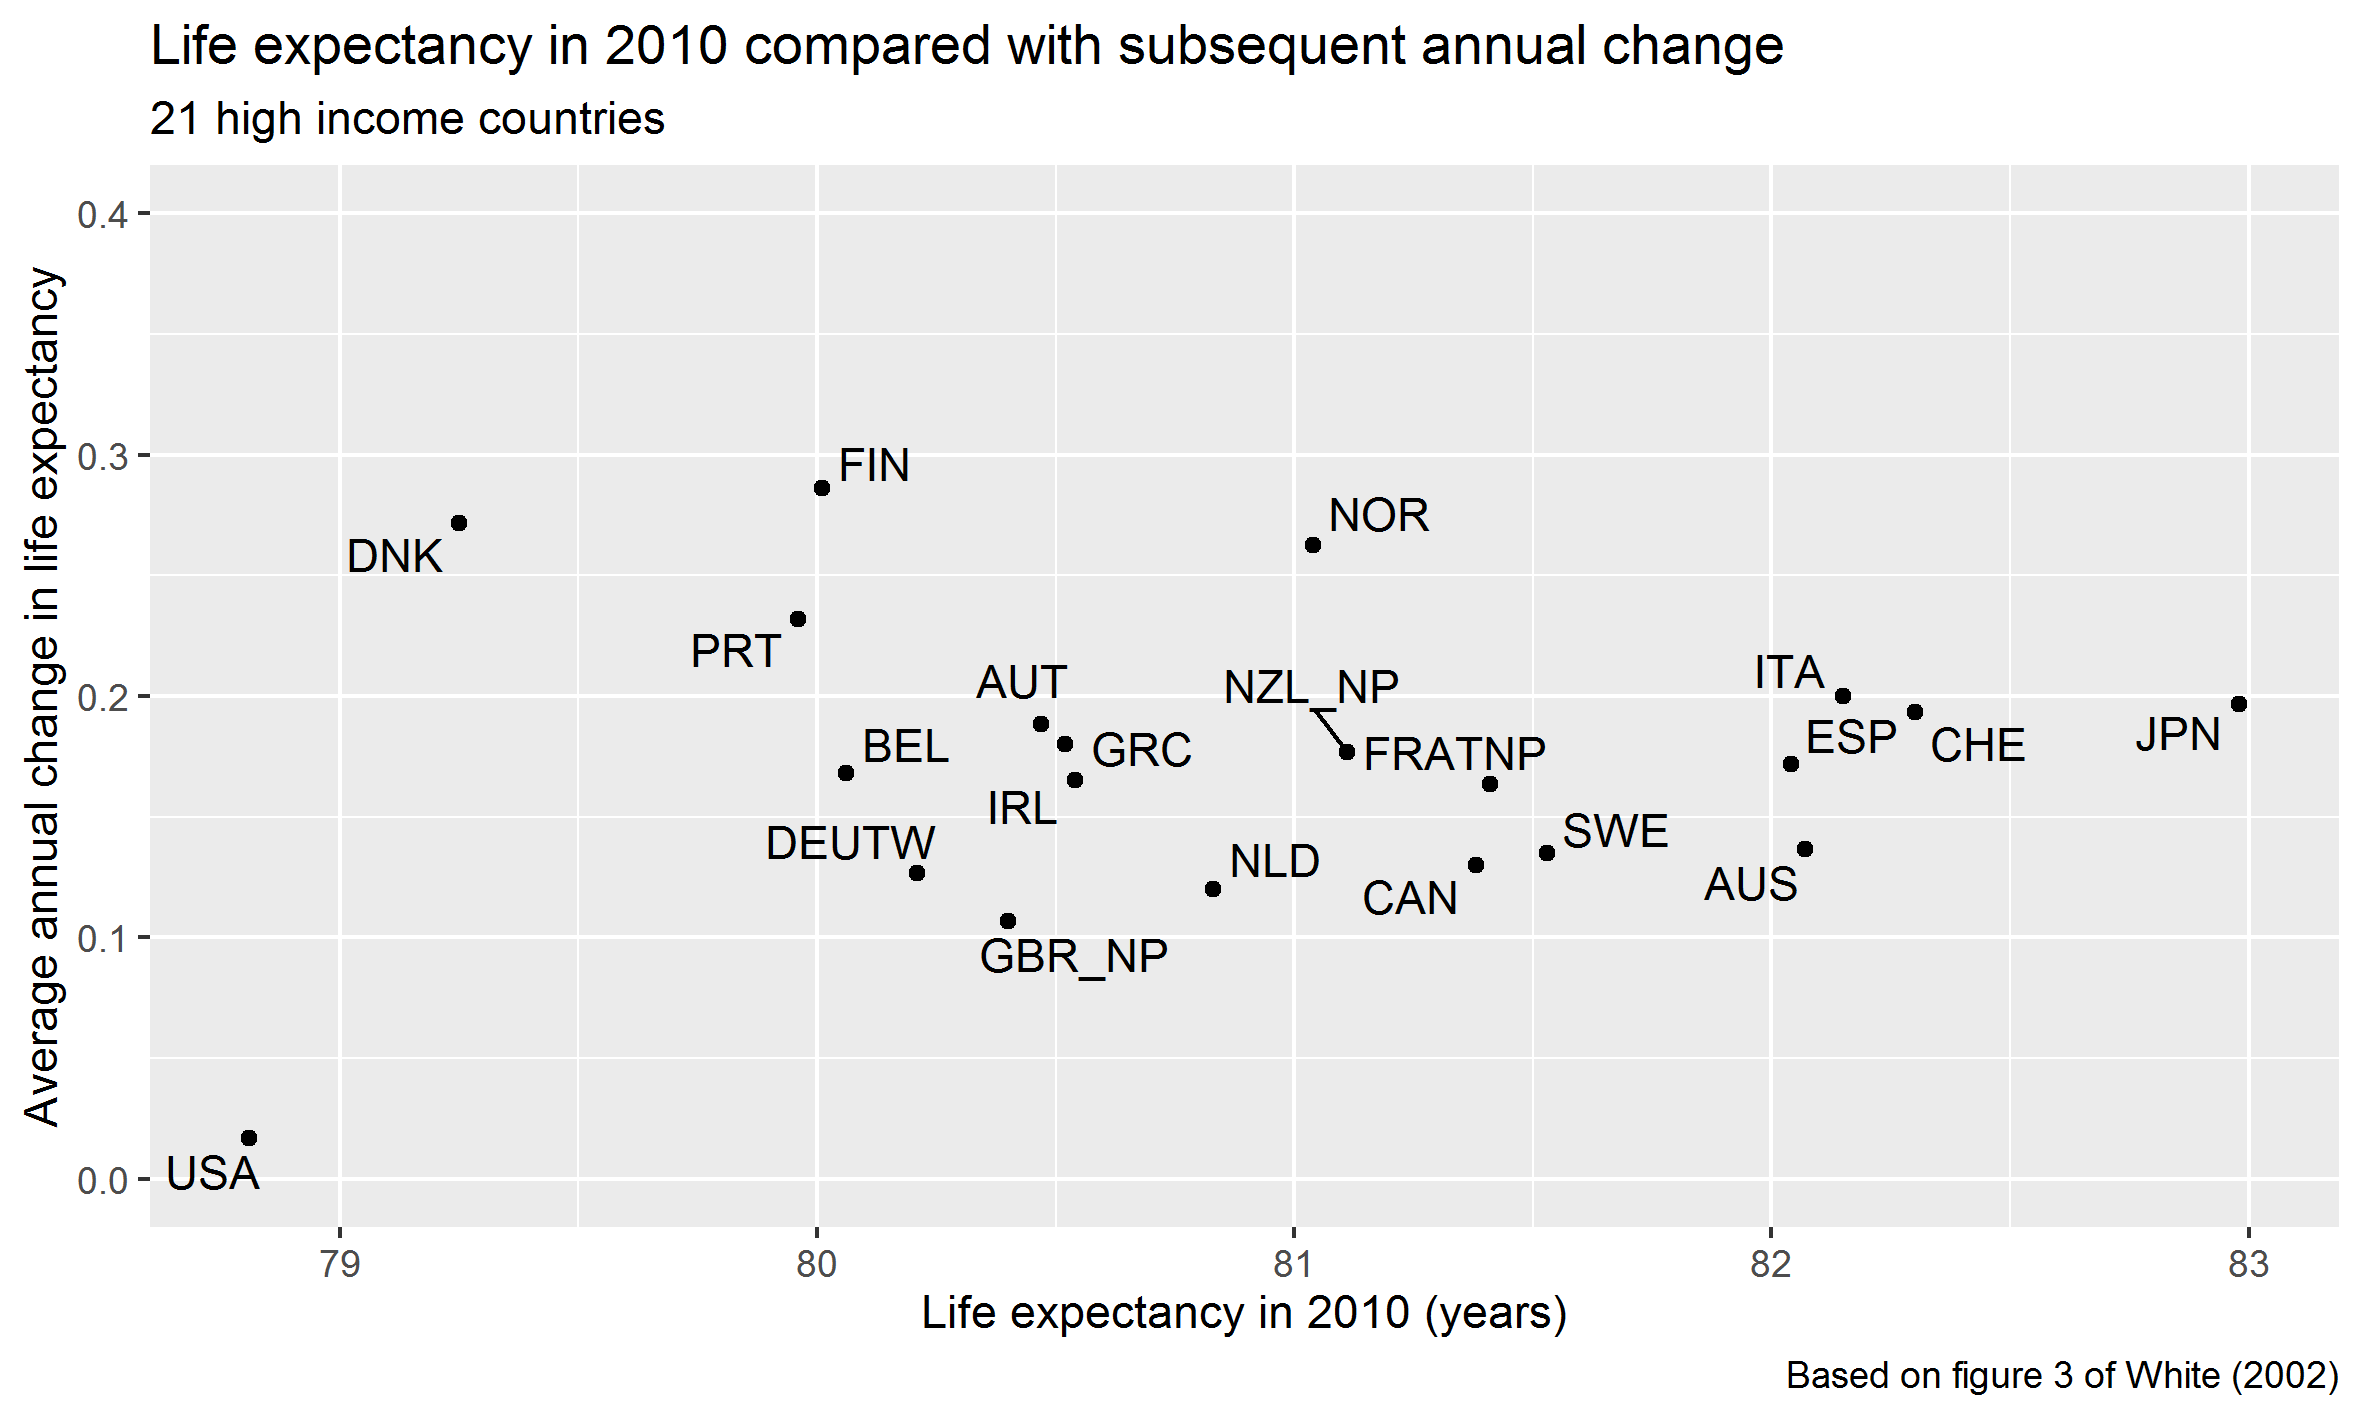 Life expectancy in 2010 compared with subsequent annual change
21 high income countries
Average annual change in life expectancy
0.4
0.3
0.2
0.1
0.0
FIN
NOR
DNK
PRT
AUT
NZL_NP
ITA
BEL
GRC
FRATNP
ESP
CHE
JPN
IRL
DEUTW
SWE
NLD
CAN
AUS
GBR_NP
USA
79
80
81
82
83
Life expectancy in 2010 (years)
Based on figure 3 of White (2002)